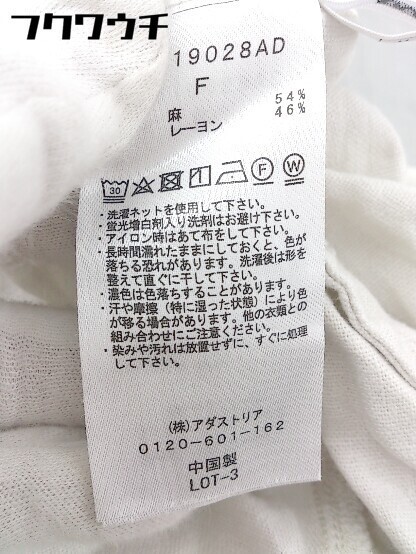 フクワウチ
19028AD
F
麻 54%
レーヨン 46%
30 F W
・洗濯ネットを使用して下さい。
・蛍光増白剤入り洗剤はお避け下さい。
・アイロン時はあて布をして下さい。
・長時間濡れたままにしておくと、色が
落ちる恐れがあります。洗濯後は形を
整えて直ぐに干して下さい。
・濃色は色落ちすることがあります。
・汗や摩擦（特に湿った状態）により色
が移る場合があります。他の衣類との
組み合わせにご注意ください。
・染みや汚れは放置せずに、すぐに処理
して下さい。
(株)アダストリア
0120-601-162
中国製
LOT-3